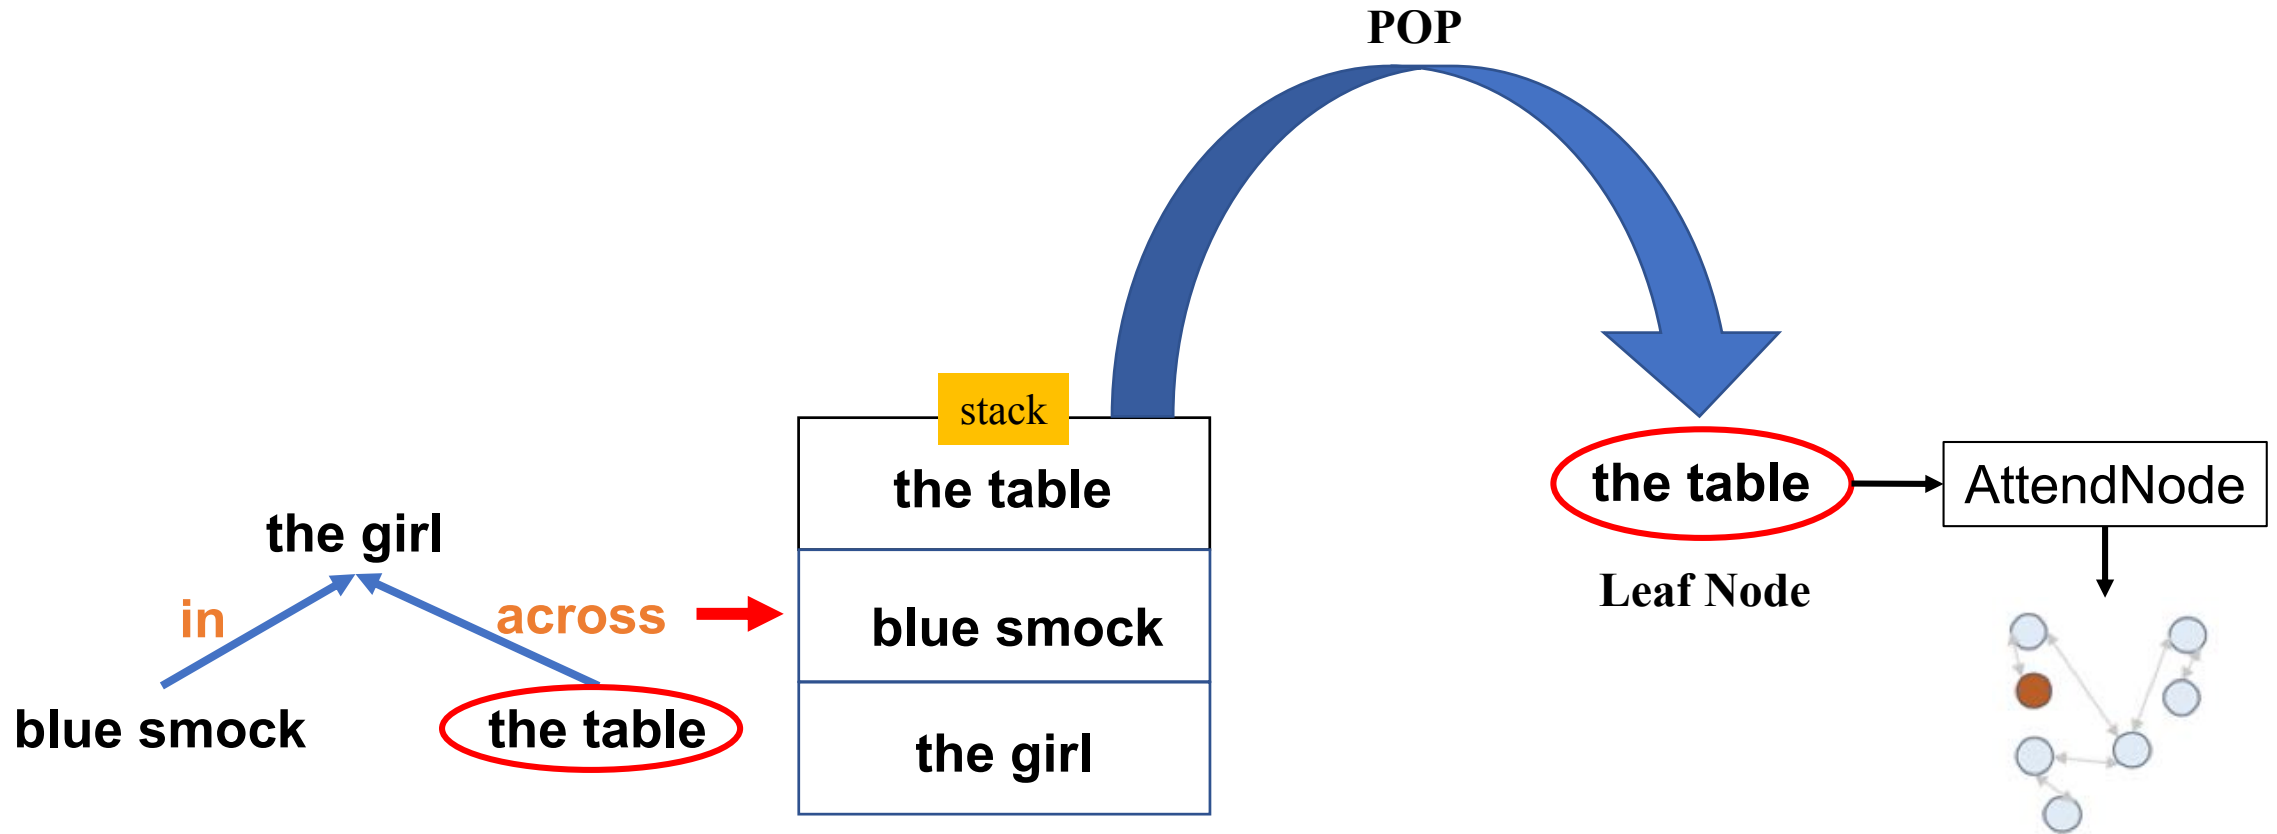 POP
stack
the table
blue smock
the girl
the girl
in
across
blue smock
the table
the table
Leaf Node
AttendNode